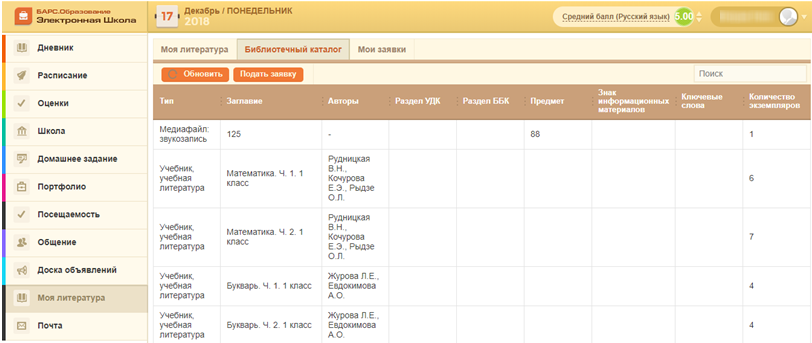 БАРС.Образование
Электронная Школа
17
Декабрь / ПОНЕДЕЛЬНИК
2018
Средний балл (Русский язык) 5.00
Дневник
Расписание
Оценки
Школа
Домашнее задание
Портфолио
Посещаемость
Общение
Доска объявлений
Моя литература
Почта
Моя литература Библиотечный каталог Мои заявки
Обновить Подать заявку Поиск
Тип Заглавие Авторы Раздел УДК Раздел ББК Предмет Знак информационных материалов Ключевые слова Количество экземпляров
Медиафайл: 125 - 88 1
звукозапись
Учебник, учебная литература Математика. Ч. 1. 1 класс Рудницкая В.Н., Кочурова Е.Э., Рыдзе О.Л. 6
Учебник, учебная литература Математика. Ч. 2. 1 класс Рудницкая В.Н., Кочурова Е.Э., Рыдзе О.Л. 7
Учебник, учебная литература Букварь. Ч. 1. 1 класс Журова Л.Е., Евдокимова А.О. 4
Учебник, учебная литература Букварь. Ч. 2. 1 класс Журова Л.Е., Евдокимова А.О. 4